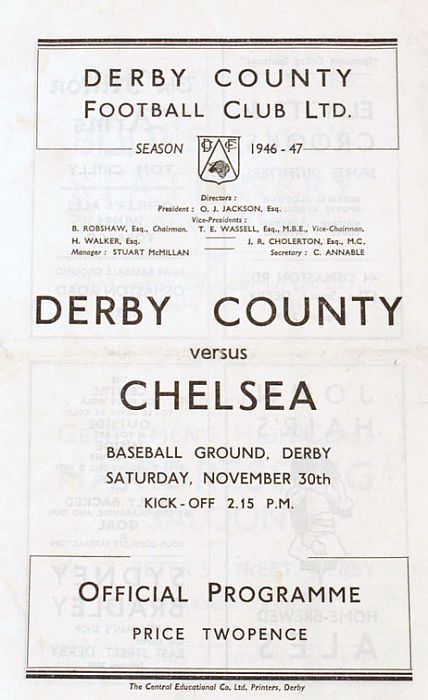 DERBY COUNTY
FOOTBALL CLUB LTD.
SEASON D C F C 1946-47
Directors:
President: O. J. JACKSON, Esq.
Vice-Presidents:
B. ROBSHAW, Esq., Chairman. T. E. WASSELL, Esq., M.B.E., Vice-Chairman.
H. WALKER, Esq. J. R. CHOLERTON, Esq., M.C.
Manager: STUART McMILLAN Secretary: C. ANNABLE
DERBY COUNTY
versus
CHELSEA
BASEBALL GROUND, DERBY
SATURDAY, NOVEMBER 30th
KICK-OFF 2.15 P.M.
OFFICIAL PROGRAMME
PRICE TWOPENCE
The Central Educational Co. Ltd, Printers, Derby